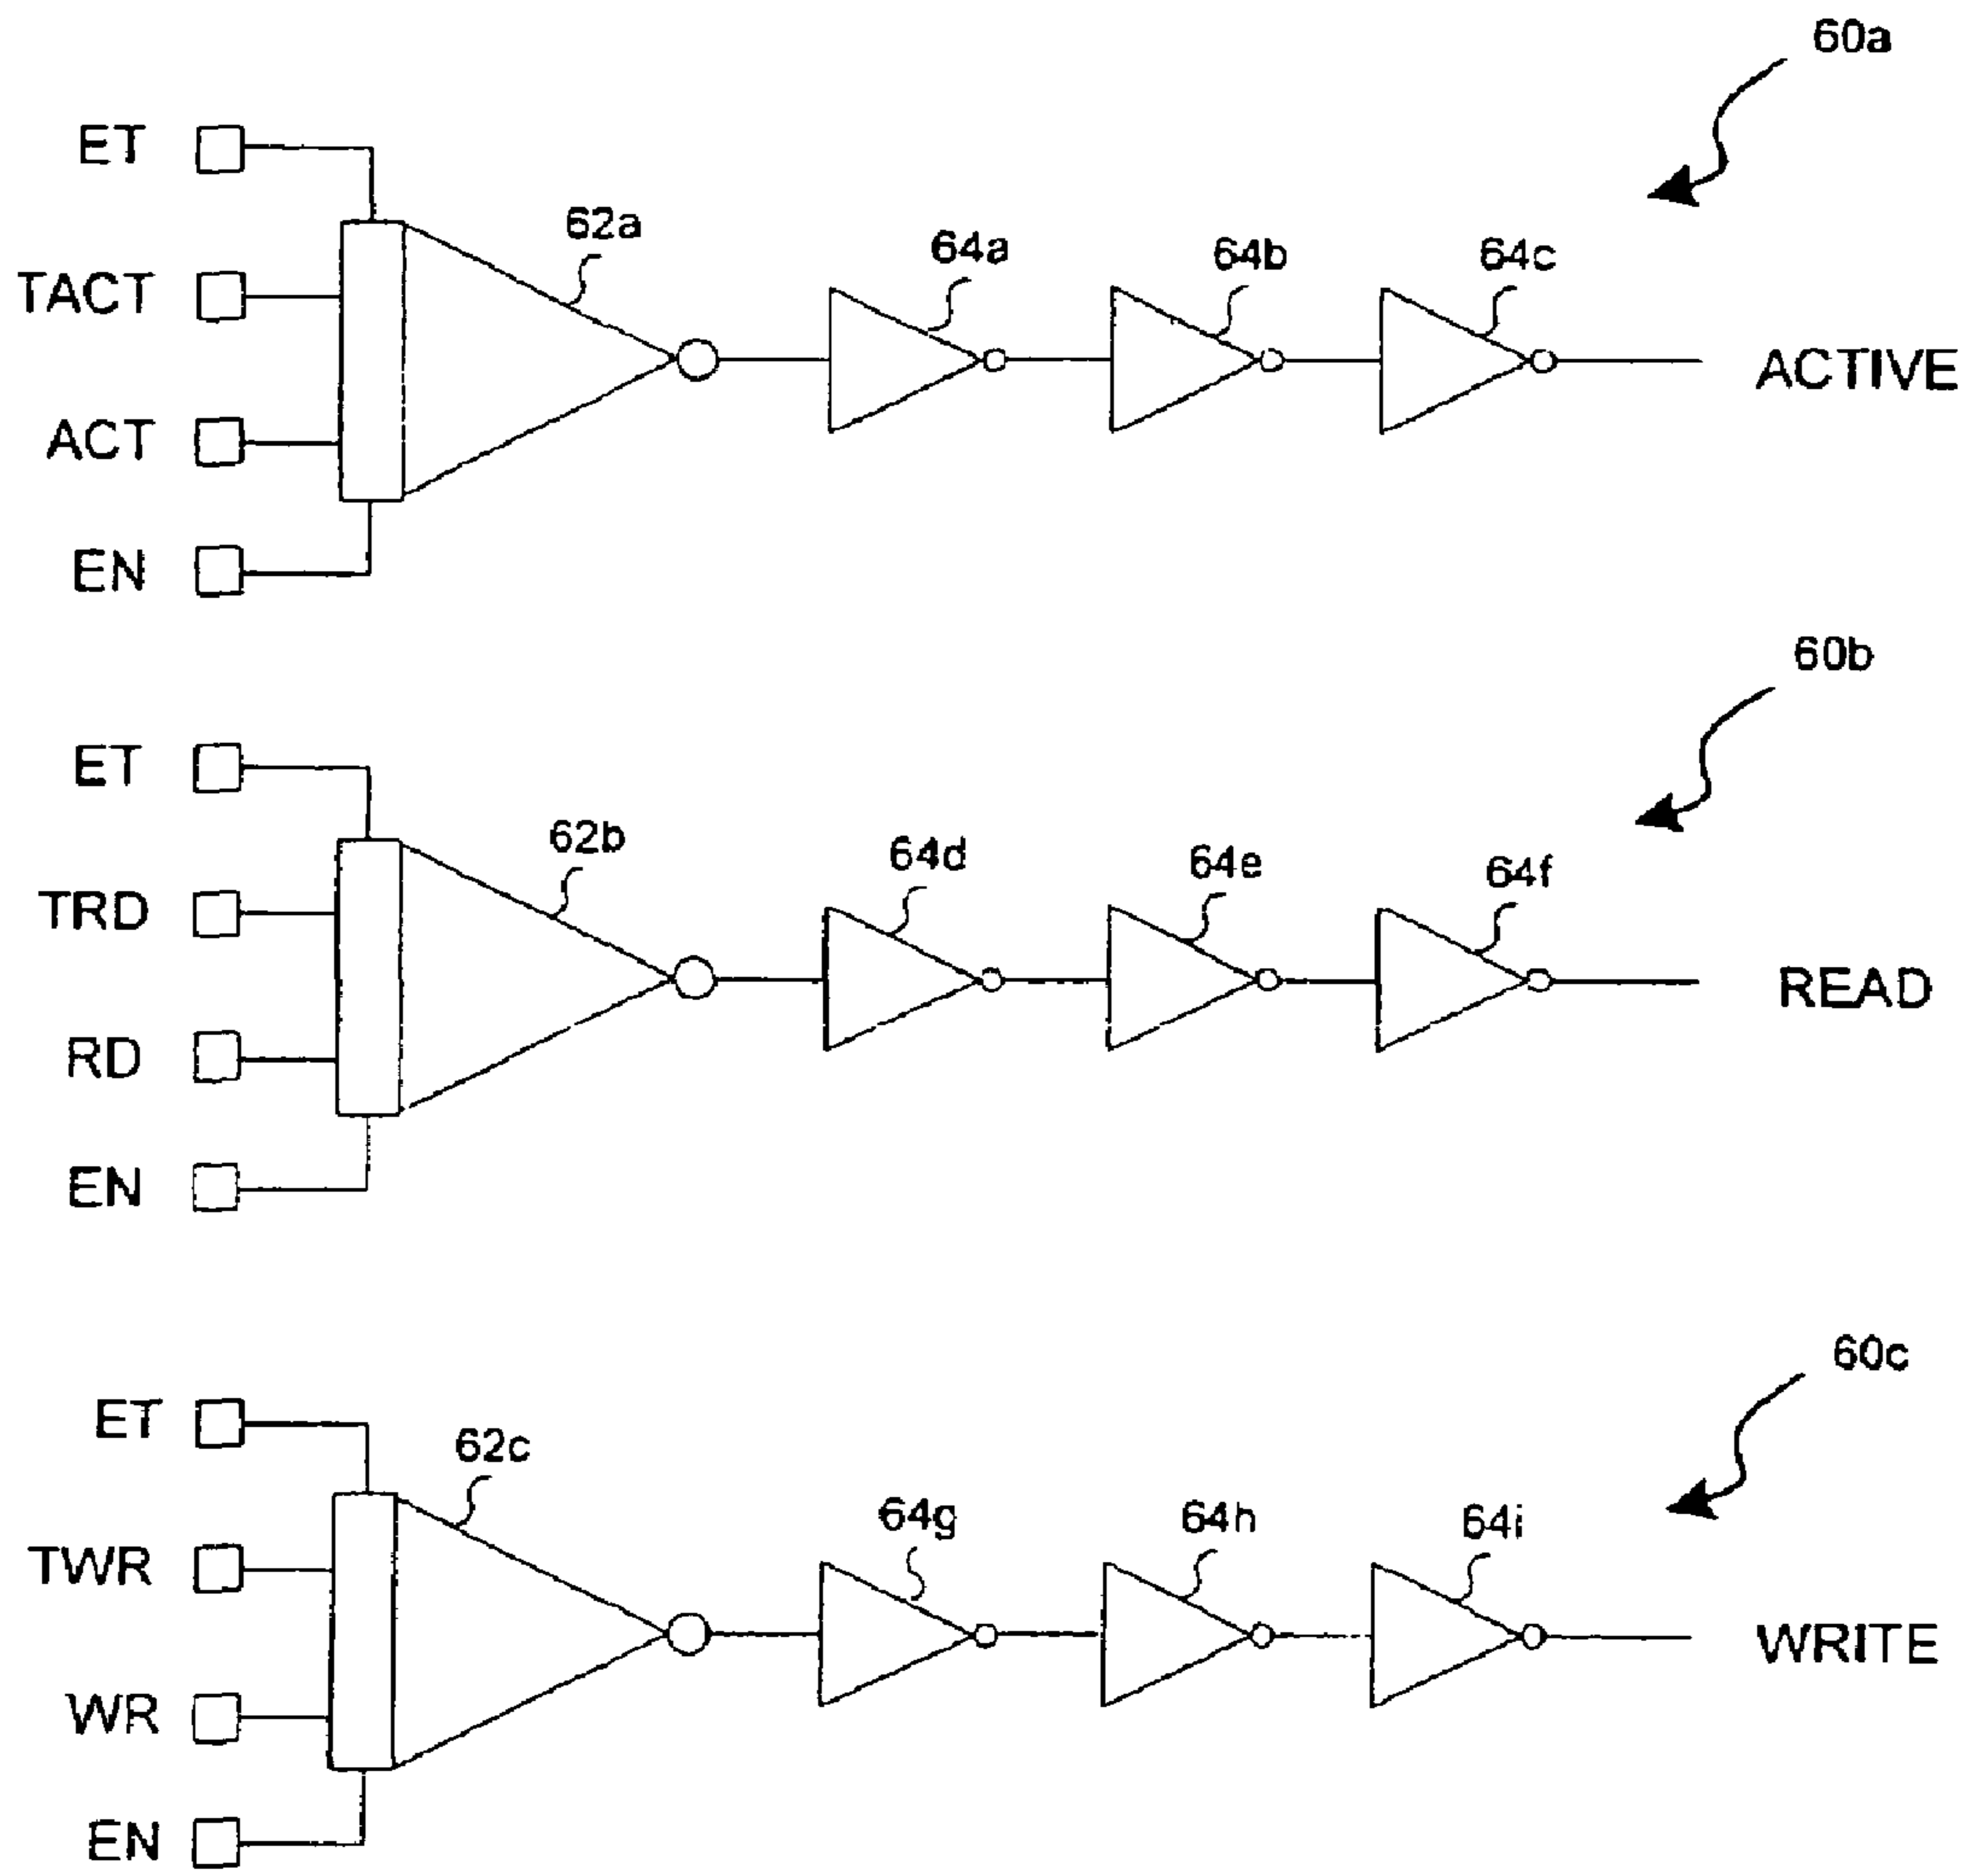 60a
ET
62a
64a
64b
64c
TACT
ACTIVE
ACT
EN
60b
ET
62b
64d
64e
64f
TRD
READ
RD
EN
60c
ET
62c
64g
64h
64i
TWR
WRITE
WR
EN